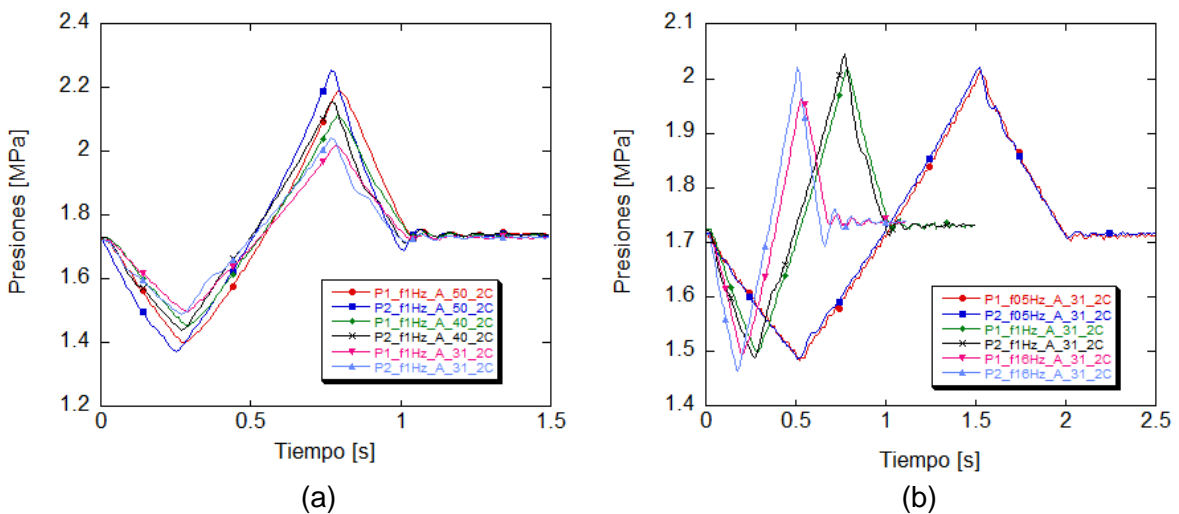 2.4
2.2
2
1.8
1.6
1.4
1.2
0
0.5
1
1.5
Presiones [MPa]
Tiempo [s]
P1_f1Hz_A_50_2C
P2_f1Hz_A_50_2C
P1_f1Hz_A_40_2C
P2_f1Hz_A_40_2C
P1_f1Hz_A_31_2C
P2_f1Hz_A_31_2C
(a)
2.1
2
1.9
1.8
1.7
1.6
1.5
1.4
0
0.5
1
1.5
2
2.5
Presiones [MPa]
Tiempo [s]
P1_f05Hz_A_31_2C
P2_f05Hz_A_31_2C
P1_f1Hz_A_31_2C
P2_f1Hz_A_31_2C
P1_f16Hz_A_31_2C
P2_f16Hz_A_31_2C
(b)